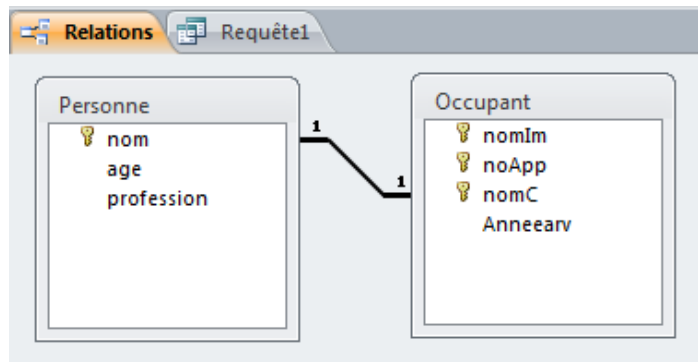 Relations Requête1
Personne
nom
age
profession
1
1
Occupant
nomIm
noApp
nomC
Anneearv